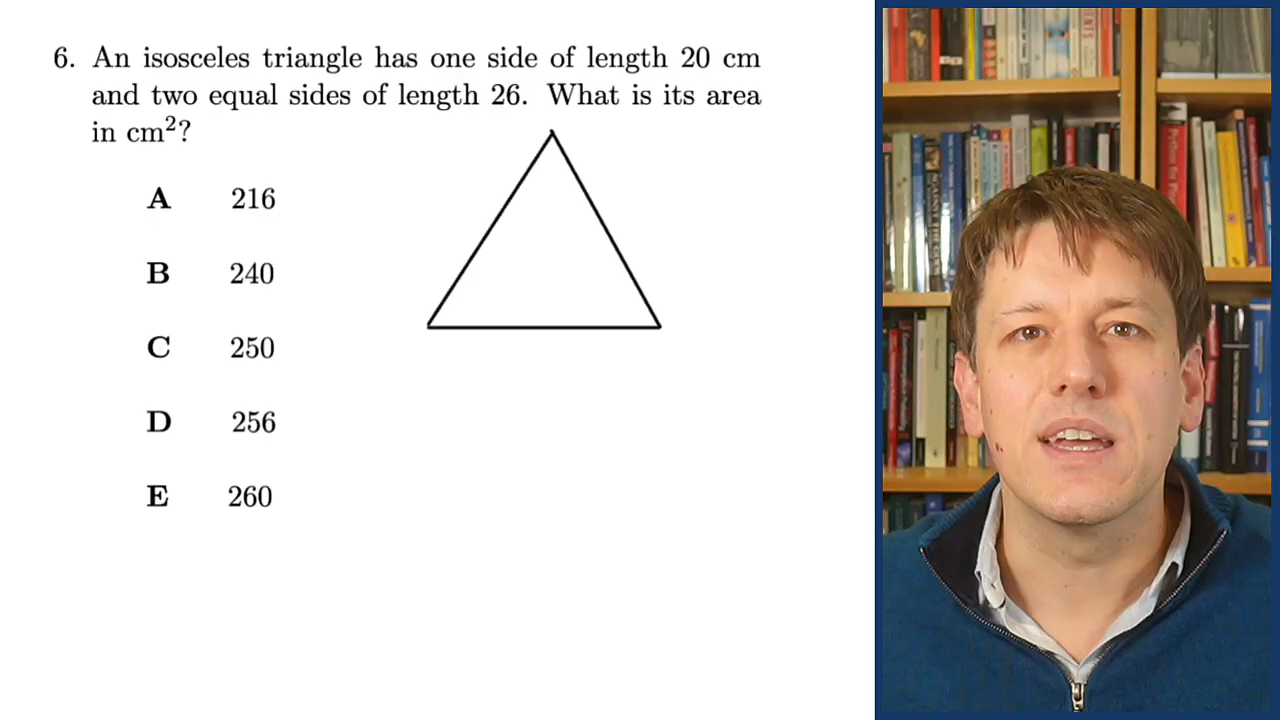 6. An isosceles triangle has one side of length 20 cm
and two equal sides of length 26. What is its area
in cm²?
A 216
B 240
C 250
D 256
E 260